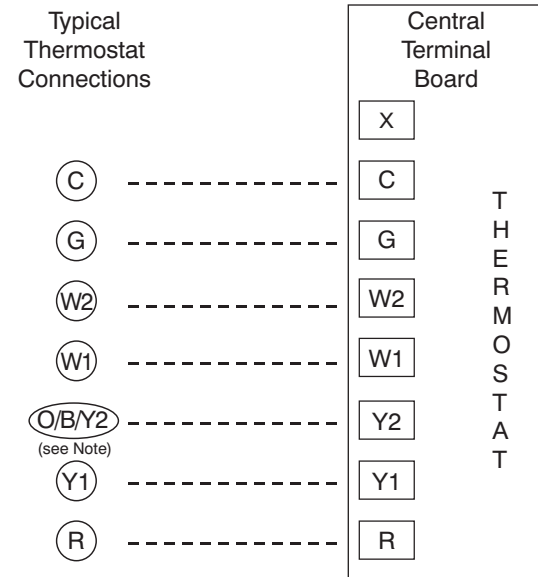 Typical
Thermostat
Connections
Central
Terminal
Board
X
C
C
G
G
W2
W2
W1
W1
O/B/Y2
(see Note)
Y2
Y1
Y1
R
R
THERMOSTAT